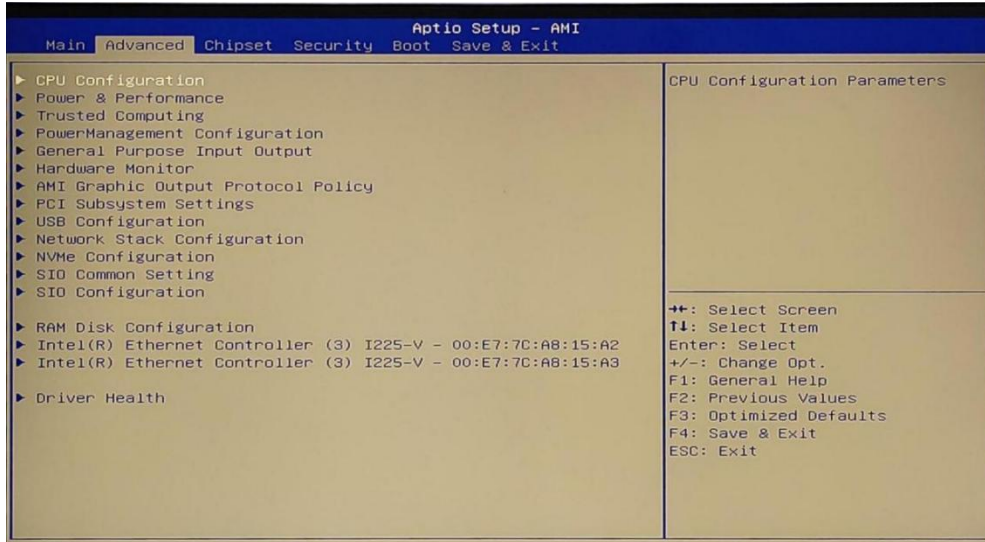 Aptio Setup - AMI
Main Advanced Chipset Security Boot Save & Exit
▶ CPU Configuration
▶ Power & Performance
▶ Trusted Computing
▶ PowerManagement Configuration
▶ General Purpose Input Output
▶ Hardware Monitor
▶ AMI Graphic Output Protocol Policy
▶ PCI Subsystem Settings
▶ USB Configuration
▶ Network Stack Configuration
▶ NVMe Configuration
▶ SIO Common Setting
▶ SIO Configuration
▶ RAM Disk Configuration
▶ Intel(R) Ethernet Controller (3) I225-V - 00:E7:7C:A8:15:A2
▶ Intel(R) Ethernet Controller (3) I225-V - 00:E7:7C:A8:15:A3
▶ Driver Health
CPU Configuration Parameters
→←: Select Screen
↑↓: Select Item
Enter: Select
+/-: Change Opt.
F1: General Help
F2: Previous Values
F3: Optimized Defaults
F4: Save & Exit
ESC: Exit